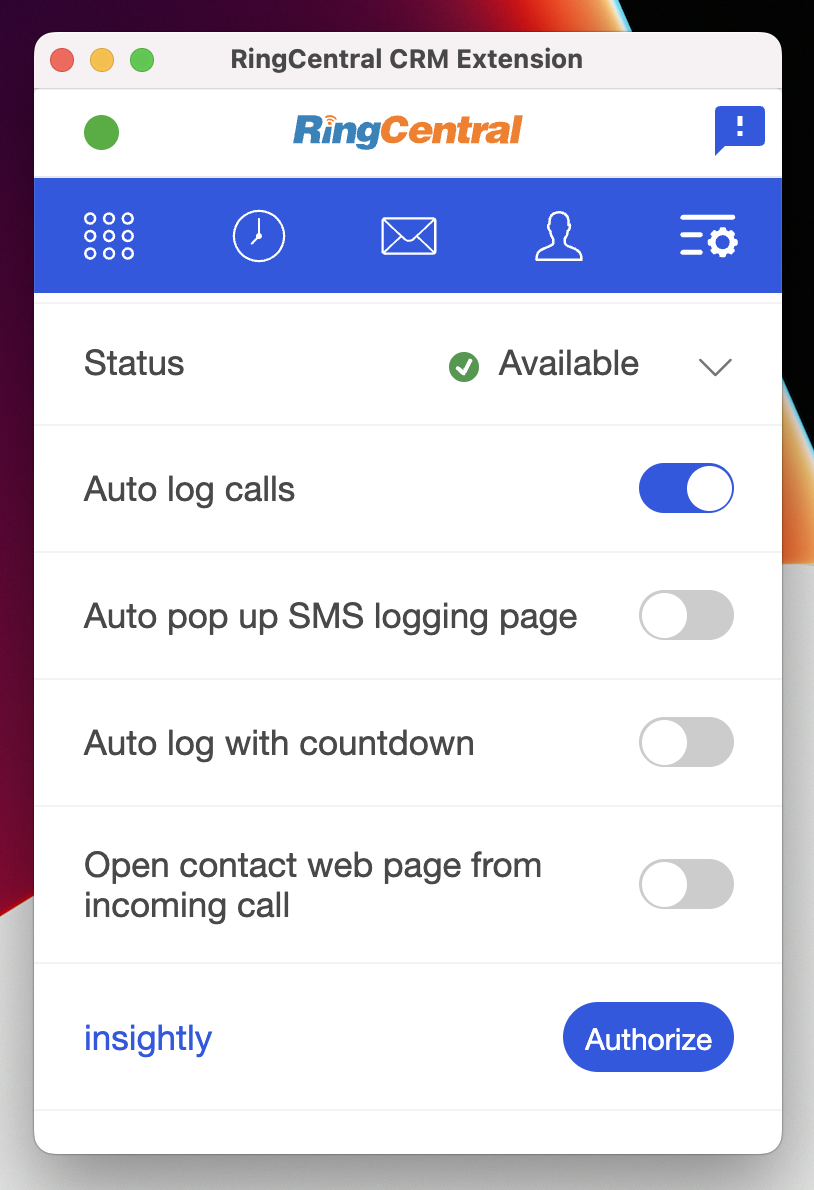 RingCentral CRM Extension
RingCentral
Status
Available
Auto log calls
Auto pop up SMS logging page
Auto log with countdown
Open contact web page from
incoming call
insightly
Authorize